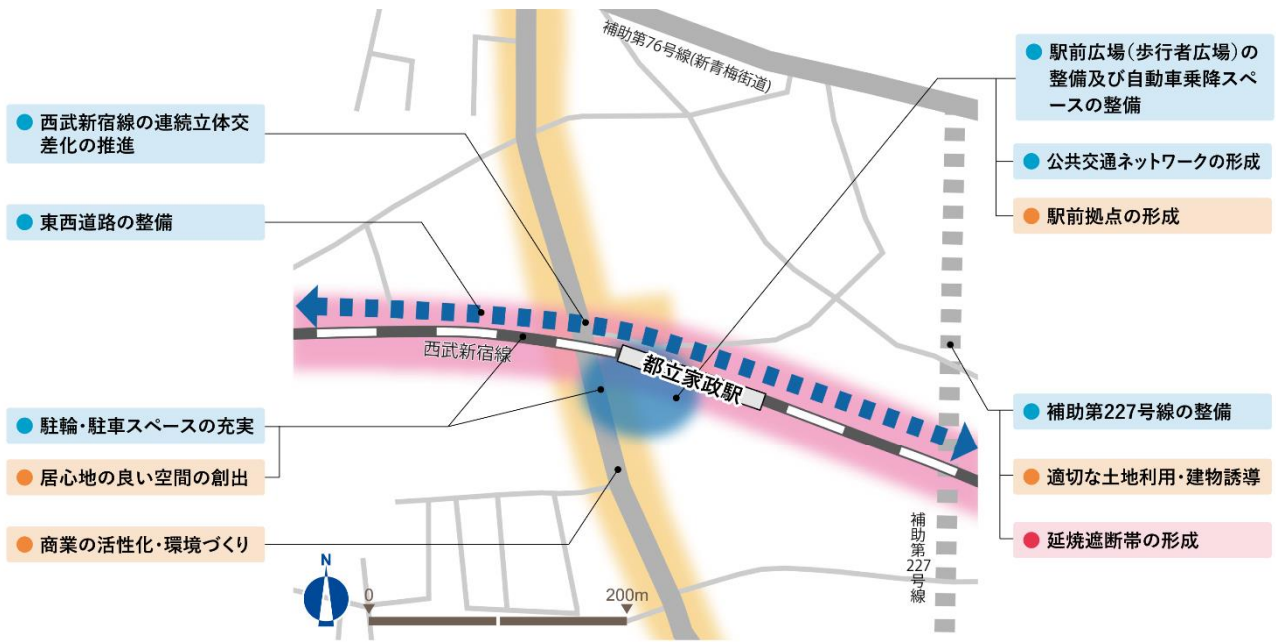 補助第76号線(新青梅街道)
西武新宿線の連続立体交
差化の推進
東西道路の整備
駐輪・駐車スペースの充実
居心地の良い空間の創出
商業の活性化・環境づくり
西武新宿線
都立家政駅
駅前広場(歩行者広場)の
整備及び自動車乗降スペ
ースの整備
公共交通ネットワークの形成
駅前拠点の形成
補助第227号線の整備
適切な土地利用・建物誘導
延焼遮断帯の形成
補助第227号線
N
0
200m